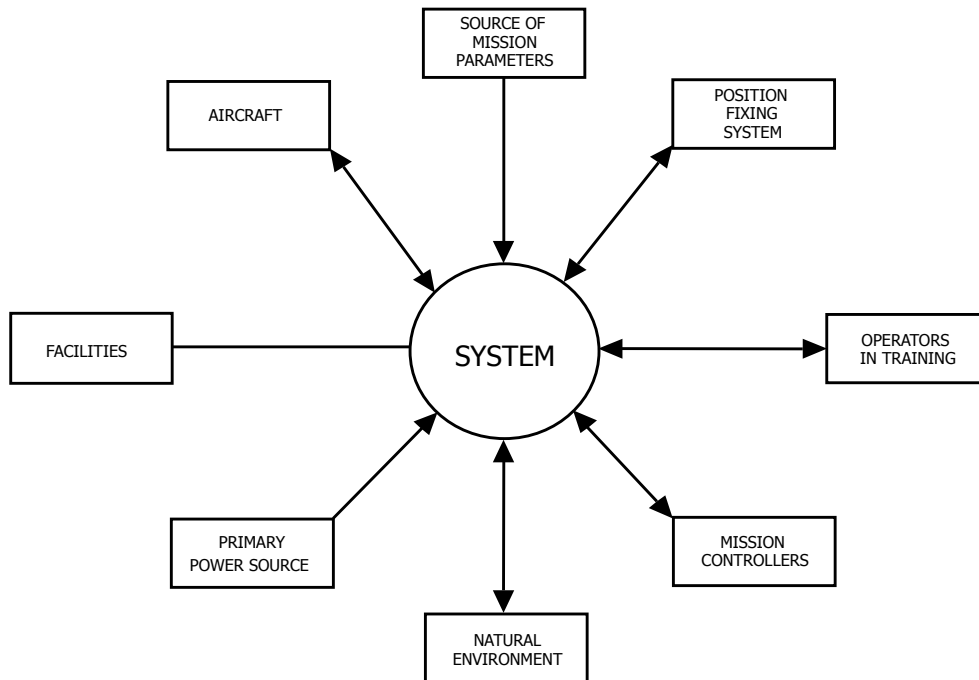 SOURCE OF
MISSION
PARAMETERS
AIRCRAFT
POSITION
FIXING
SYSTEM
FACILITIES
SYSTEM
OPERATORS
IN TRAINING
PRIMARY
POWER SOURCE
MISSION
CONTROLLERS
NATURAL
ENVIRONMENT